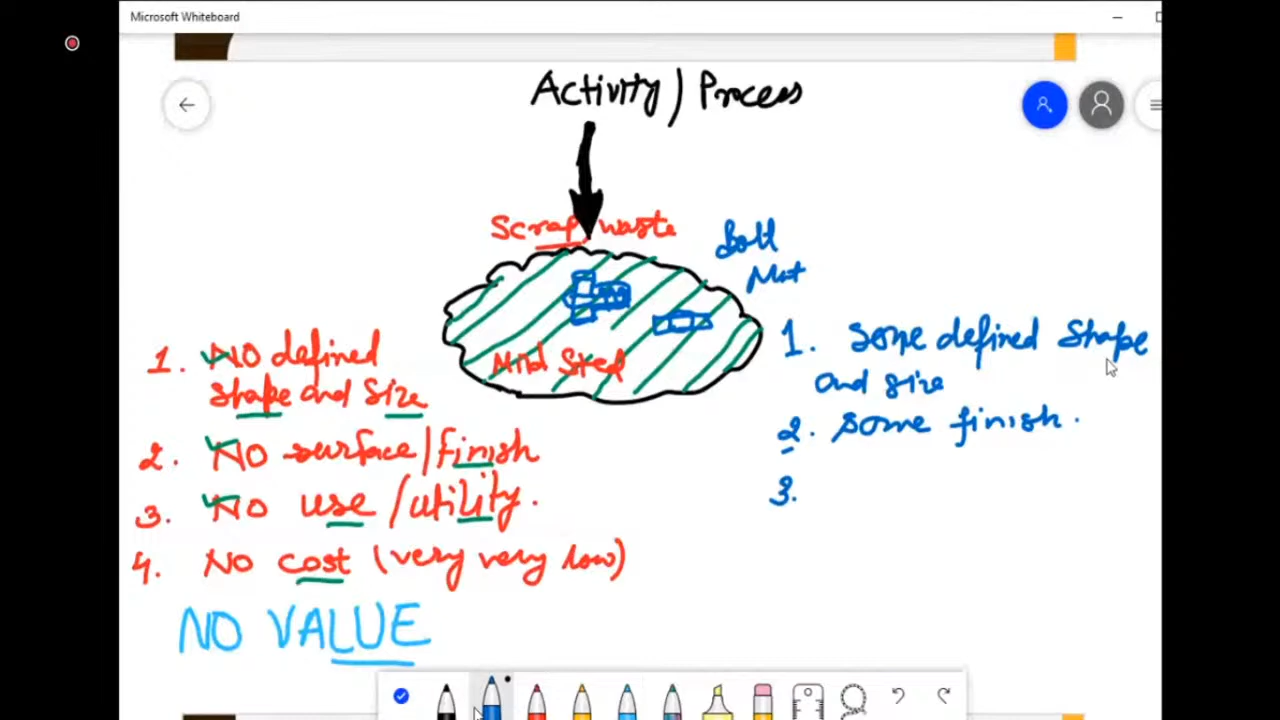 Microsoft Whiteboard
Activity / Process
Scrap, waste
Bolt
Nut
Mild Steel
1. NO defined
shape and size
2. NO surface/finish
3. NO use /utility.
4. NO cost (very very low)
NO VALUE
1. Some defined Shape
and size
2. Some finish.
3.